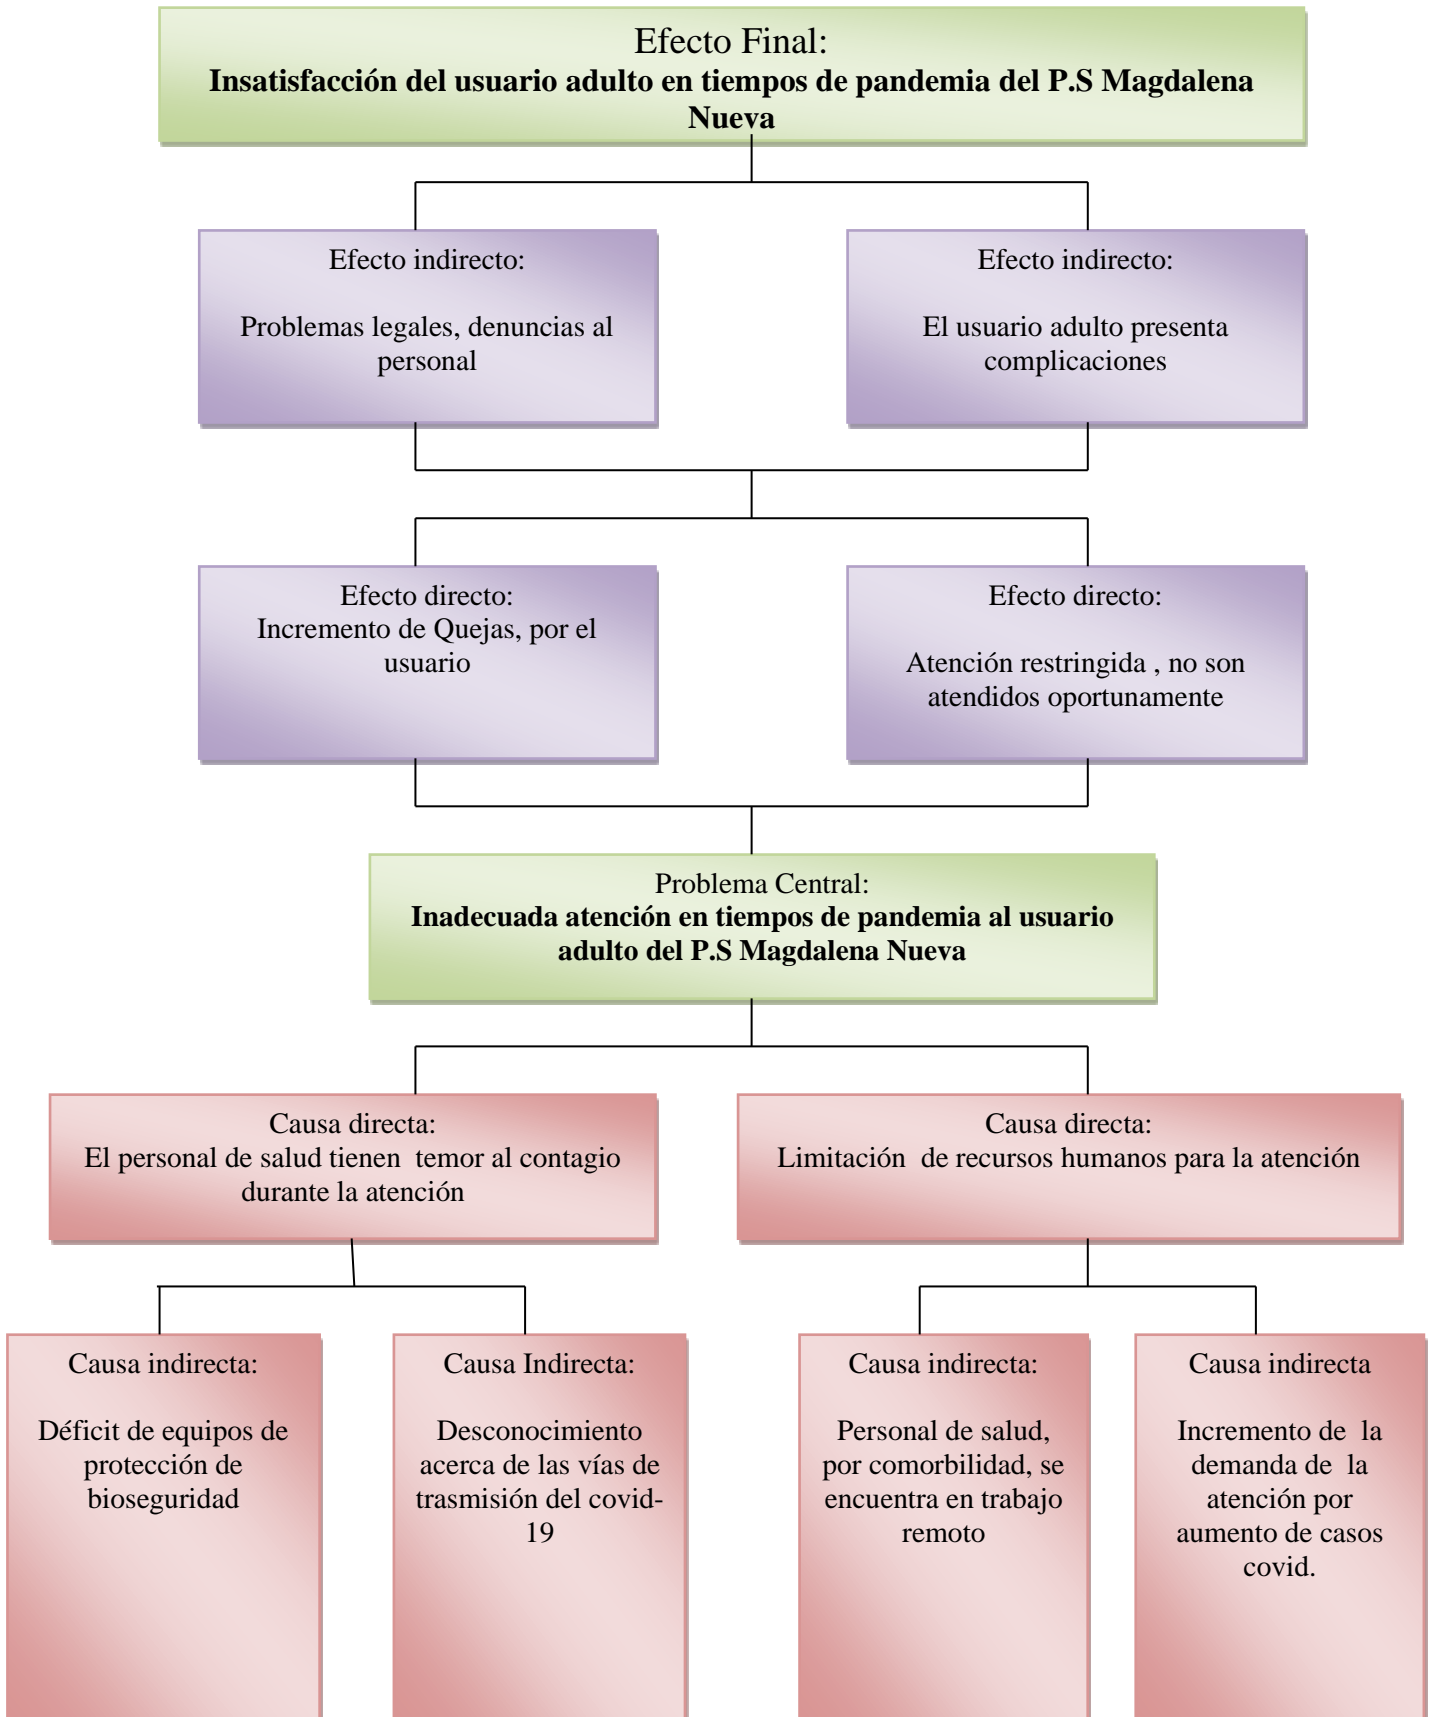 Efecto Final:
Insatisfacción del usuario adulto en tiempos de pandemia del P.S Magdalena
Nueva
Efecto indirecto:
Problemas legales, denuncias al
personal
Efecto indirecto:
El usuario adulto presenta
complicaciones
Efecto directo:
Incremento de Quejas, por el
usuario
Efecto directo:
Atención restringida , no son
atendidos oportunamente
Problema Central:
Inadecuada atención en tiempos de pandemia al usuario
adulto del P.S Magdalena Nueva
Causa directa:
El personal de salud tienen  temor al contagio
durante la atención
Causa directa:
Limitación  de recursos humanos para la atención
Causa indirecta:
Déficit de equipos de
protección de
bioseguridad
Causa Indirecta:
Desconocimiento
acerca de las vías de
trasmisión del covid-
19
Causa indirecta:
Personal de salud,
por comorbilidad, se
encuentra en trabajo
remoto
Causa indirecta
Incremento de  la
demanda de  la
atención por
aumento de casos
covid.